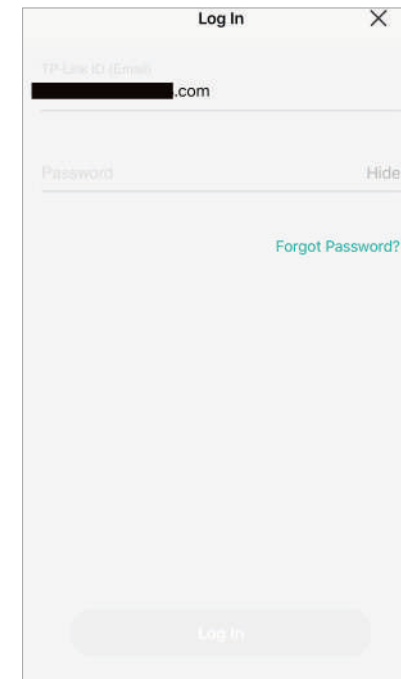 Log In
TP-Link ID (Email)
.com
Password Hide
Forgot Password?
Log In